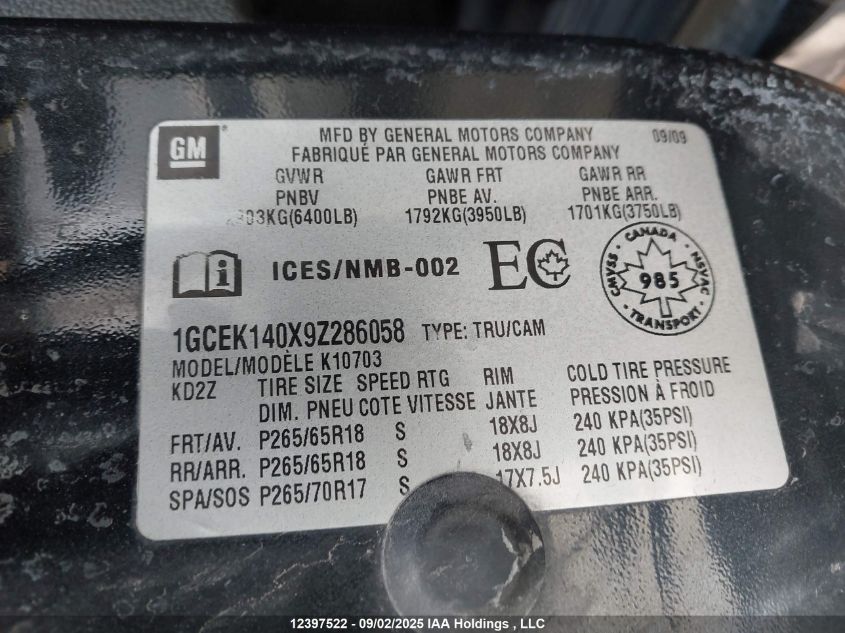 GM
MFD BY GENERAL MOTORS COMPANY 09/09
FABRIQUÉ PAR GENERAL MOTORS COMPANY
GVWR GAWR FRT GAWR RR
PNBV PNBE AV. PNBE ARR.
03KG(6400LB) 1792KG(3950LB) 1701KG(3750LB)
i ICES/NMB-002 EC
CANADA
CMVSS NSVAC
985
TRANSPORT
1GCEK140X9Z286058 TYPE: TRU/CAM
MODEL/MODÈLE K10703
KD2Z TIRE SIZE SPEED RTG RIM COLD TIRE PRESSURE
DIM. PNEU COTE VITESSE JANTE PRESSION À FROID
FRT/AV. P265/65R18 S 18X8J 240 KPA(35PSI)
RR/ARR. P265/65R18 S 18X8J 240 KPA(35PSI)
SPA/SOS P265/70R17 S 17X7.5J 240 KPA(35PSI)
12397522 - 09/02/2025 IAA Holdings , LLC